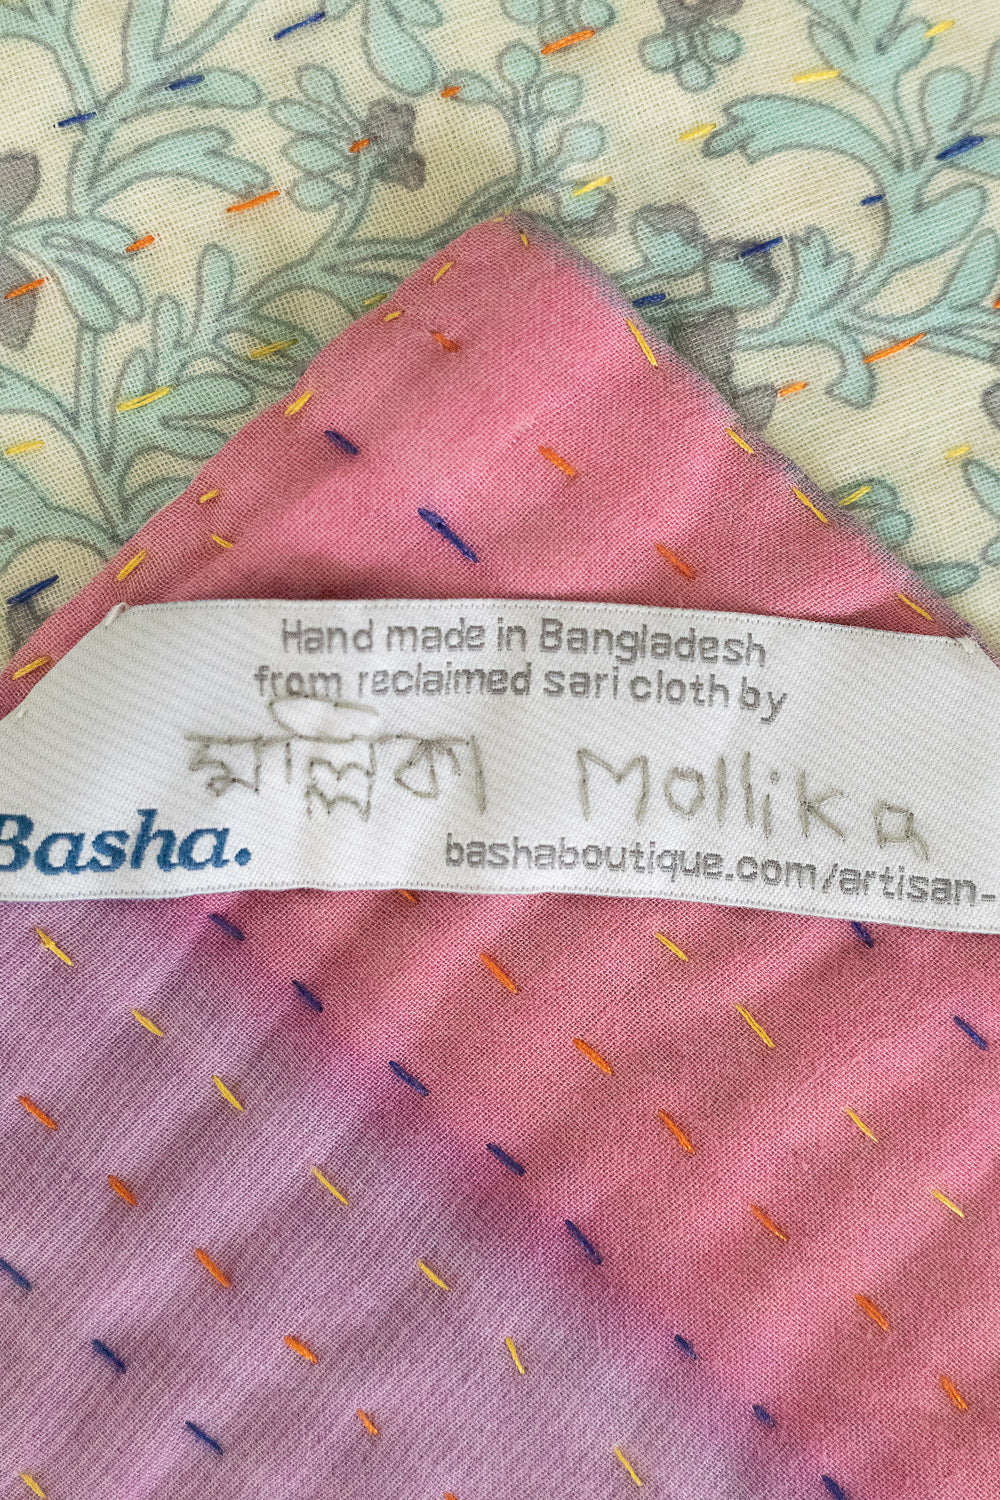 Hand made in Bangladesh
from reclaimed sari cloth by
মল্লিকা Mollika
Basha.
bashaboutique.com/artisan-